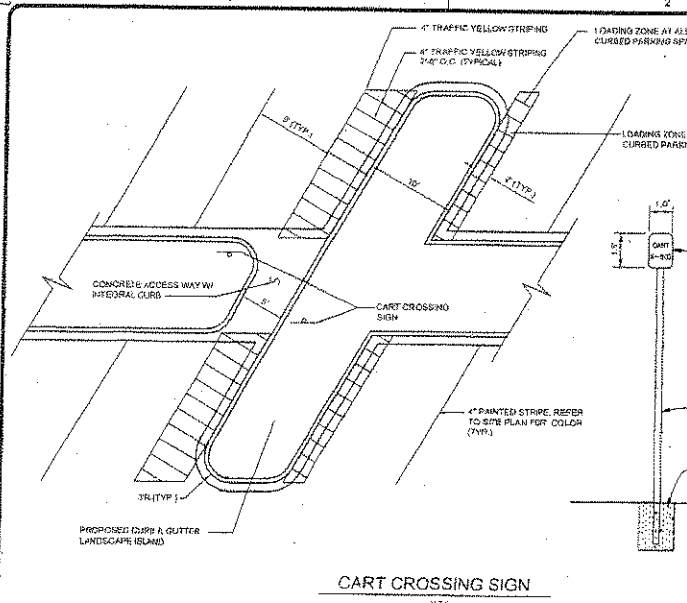 2
4" TRAFFIC YELLOW STRIPING
4" TRAFFIC YELLOW STRIPING
2'-0" O.C. (TYPICAL)
LOADING ZONE AT ALL
CURBED PARKING SPA
LOADING ZONE
CURBED PARKI
9' (TYP.)
10'
2' (TYP.)
1.0'
1.5'
CART
X-ING
CONCRETE ACCESS WAY W/
INTEGRAL CURB
5'
CART CROSSING
SIGN
4" PAINTED STRIPE, REFER
TO SITE PLAN FOR COLOR
(TYP.)
3'R (TYP.)
PROPOSED CURB & GUTTER
LANDSCAPE ISLAND
CART CROSSING SIGN